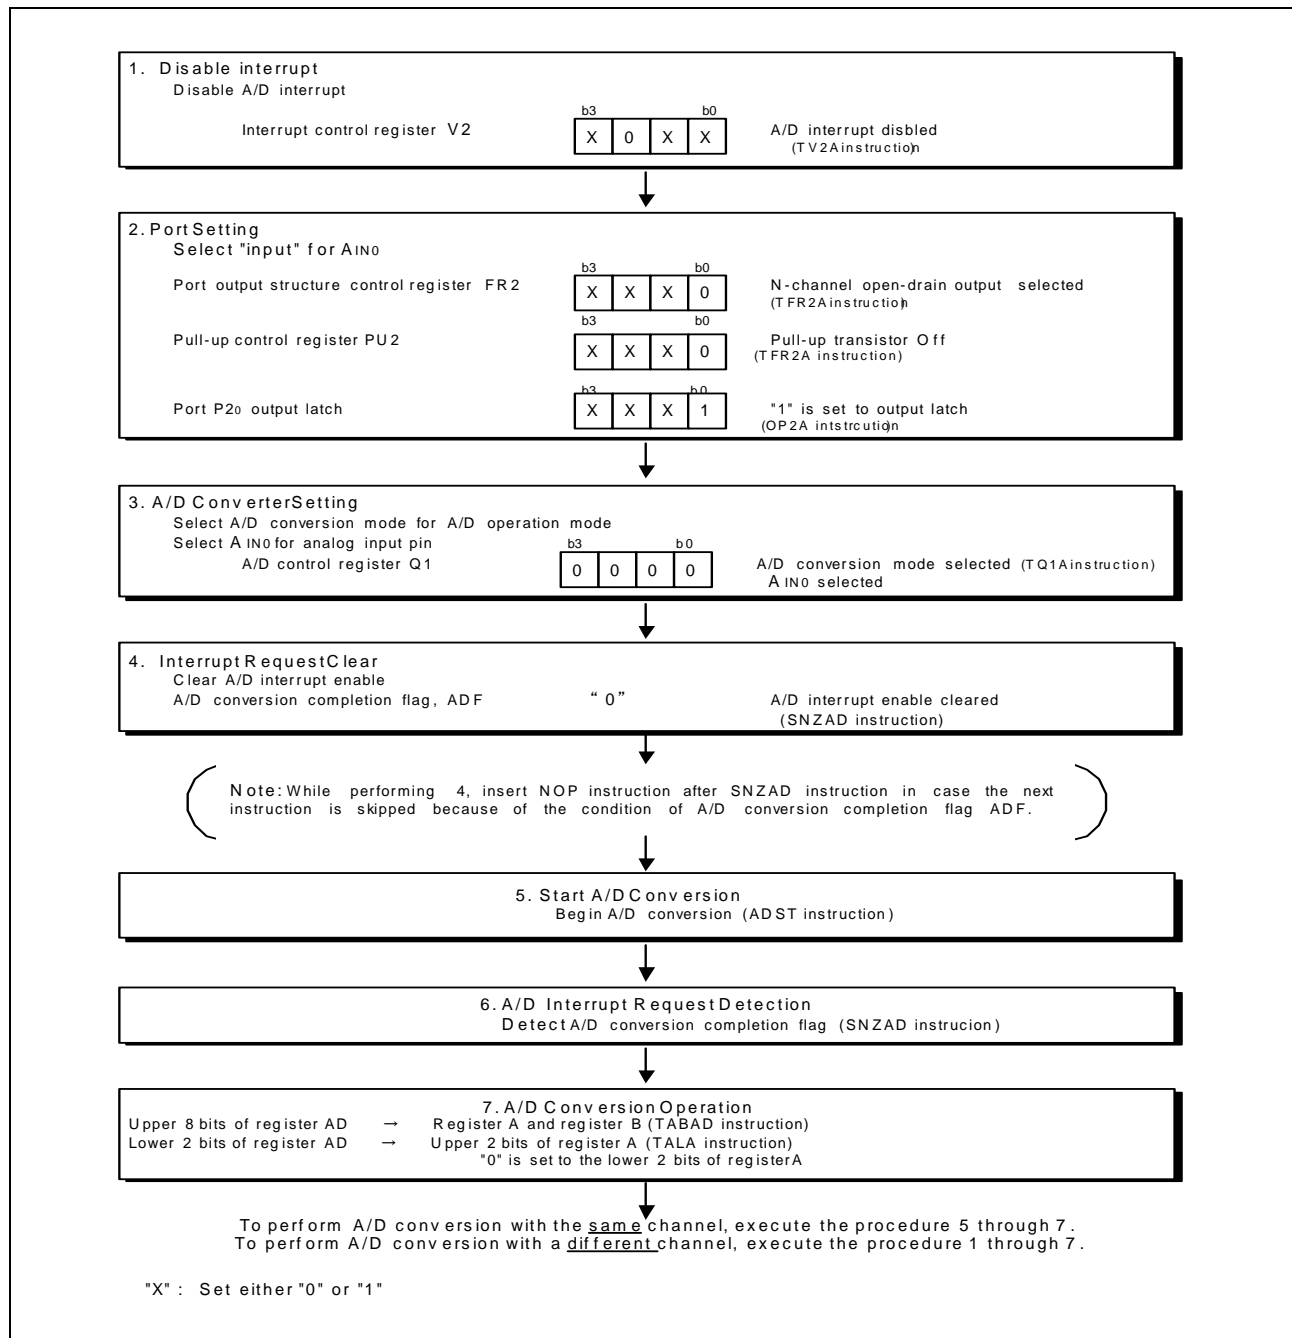 1. Disable interrupt
Disable A/D interrupt
b3 b0
Interrupt control register V2 X 0 X X A/D interrupt disbled
(TV2A instruction)
2. Port Setting
Select "input" for AIN0
b3 b0
Port output structure control register FR2 X X X 0 N-channel open-drain output selected
(TFR2A instruction)
b3 b0
Pull-up control register PU2 X X X 0 Pull-up transistor Off
(TFR2A instruction)
b3 b0
Port P20 output latch X X X 1 "1" is set to output latch
(OP2A intstrcution)
3. A/D Converter Setting
Select A/D conversion mode for A/D operation mode
Select AIN0 for analog input pin
b3 b0
A/D control register Q1 0 0 0 0 A/D conversion mode selected (TQ1A instruction)
AIN0 selected
4. Interrupt Request Clear
Clear A/D interrupt enable
A/D conversion completion flag, ADF “0” A/D interrupt enable cleared
(SNZAD instruction)
Note: While performing 4, insert NOP instruction after SNZAD instruction in case the next
instruction is skipped because of the condition of A/D conversion completion flag ADF.
5. Start A/D Conversion
Begin A/D conversion (ADST instruction)
6. A/D Interrupt Request Detection
Detect A/D conversion completion flag (SNZAD instrucion)
7. A/D Conversion Operation
Upper 8 bits of register AD → Register A and register B (TABAD instruction)
Lower 2 bits of register AD → Upper 2 bits of register A (TALA instruction)
"0" is set to the lower 2 bits of register A
To perform A/D conversion with the same channel, execute the procedure 5 through 7.
To perform A/D conversion with a different channel, execute the procedure 1 through 7.
"X" : Set either "0" or "1"